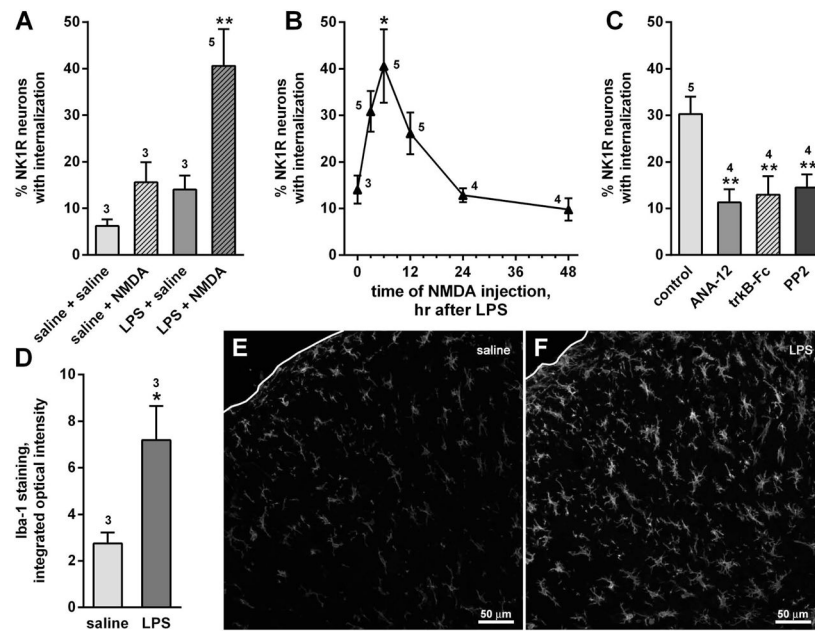 A
% NK1R neurons
with internalization
50
40
30
20
10
0
3
3
3
5
**
saline + saline
saline + NMDA
LPS + saline
LPS + NMDA
B
% NK1R neurons
with internalization
50
40
30
20
10
0
3
5
*
5
5
4
4
0
12
24
36
48
time of NMDA injection,
hr after LPS
C
% NK1R neurons
with internalization
50
40
30
20
10
0
5
4
**
4
**
4
**
control
ANA-12
trkB-Fc
PP2
D
Iba-1 staining,
integrated optical intensity
10
8
6
4
2
0
3
3
*
saline
LPS
E
saline
50 μm
F
LPS
50 μm